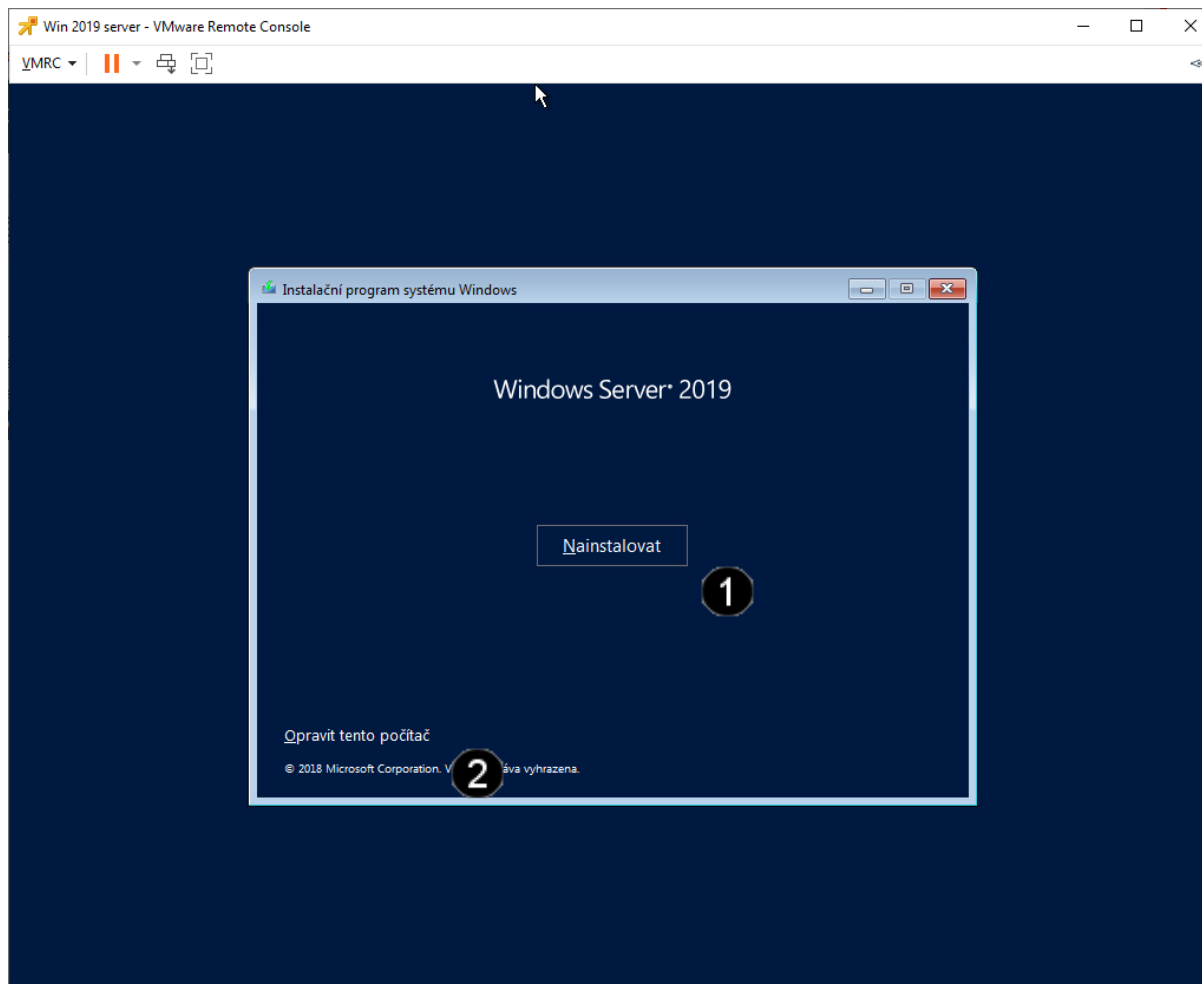 Win 2019 server - VMware Remote Console
VMRC
Instalační program systému Windows
Windows Server 2019
Nainstalovat
1
Opravit tento počítač
© 2018 Microsoft Corporation. V áva vyhrazena.
2